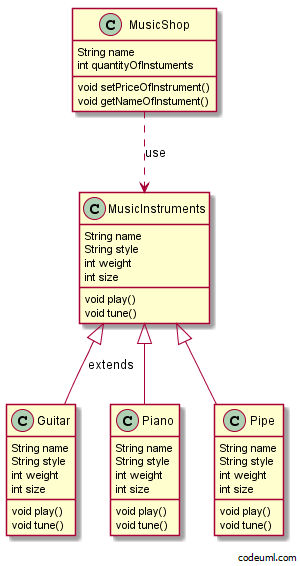 C MusicShop
String name
int quantityOfInstuments
void setPriceOfInstrument()
void getNameOfInstument()
use
C MusicInstruments
String name
String style
int weight
int size
void play()
void tune()
extends
C Guitar
String name
String style
int weight
int size
void play()
void tune()
C Piano
String name
String style
int weight
int size
void play()
void tune()
C Pipe
String name
String style
int weight
int size
void play()
void tune()
codeuml.com